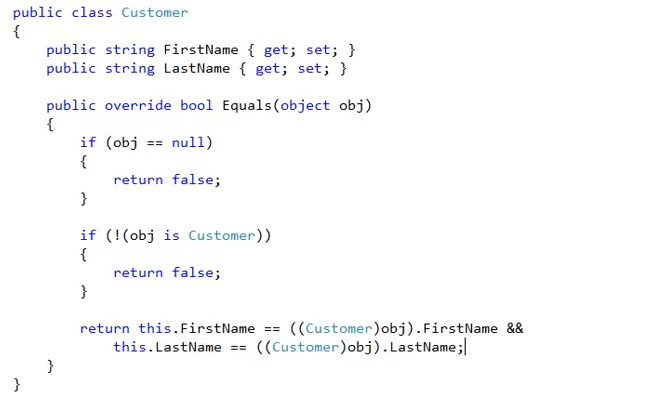 public class Customer
{
    public string FirstName { get; set; }
    public string LastName { get; set; }

    public override bool Equals(object obj)
    {
        if (obj == null)
        {
            return false;
        }

        if (!(obj is Customer))
        {
            return false;
        }

        return this.FirstName == ((Customer)obj).FirstName &&
            this.LastName == ((Customer)obj).LastName;
    }
}